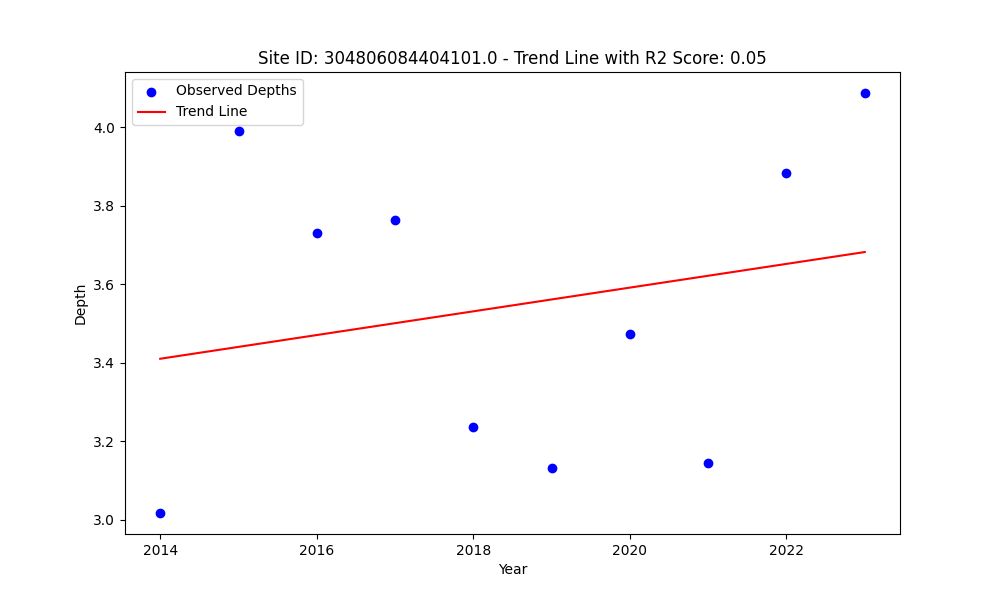 Site ID: 304806084404101.0 - Trend Line with R2 Score: 0.05
Observed Depths
Trend Line
4.0
3.8
3.6
3.4
3.2
3.0
Depth
2014
2016
2018
2020
2022
Year